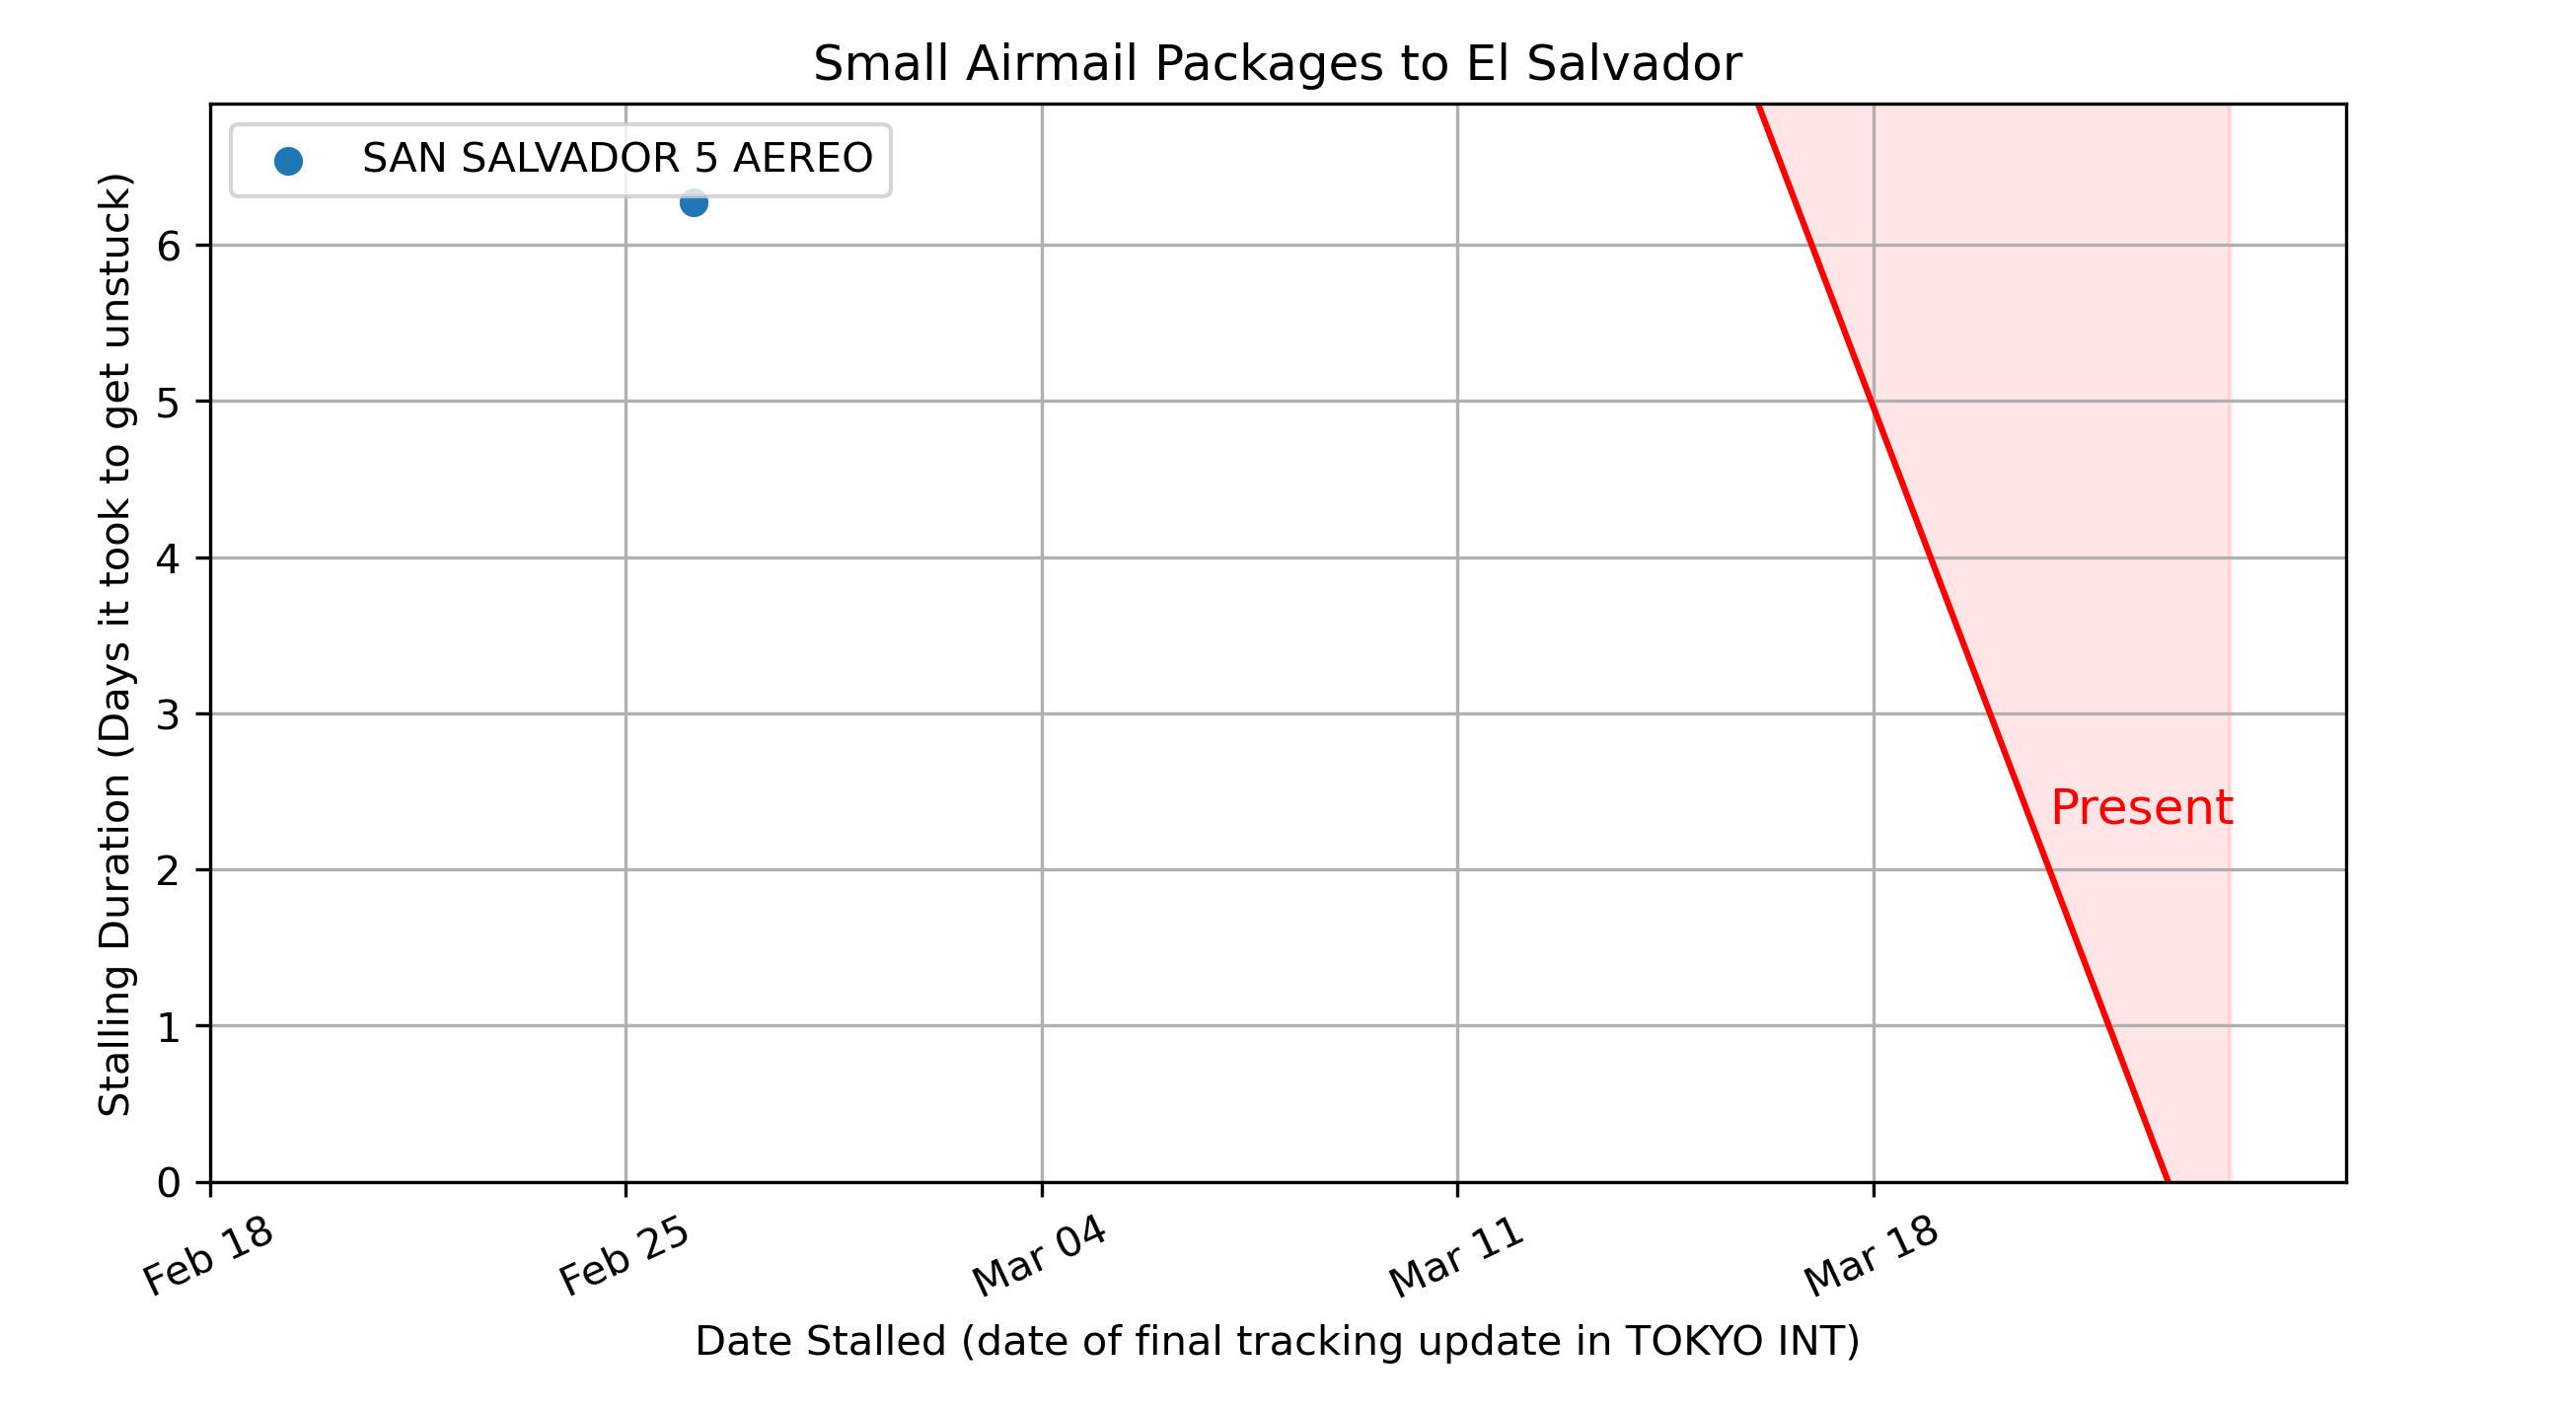 Small Airmail Packages to El Salvador
SAN SALVADOR 5 AEREO
Stalling Duration (Days it took to get unstuck)
6
5
4
3
2
1
0
Present
Feb 18
Feb 25
Mar 04
Mar 11
Mar 18
Date Stalled (date of final tracking update in TOKYO INT)